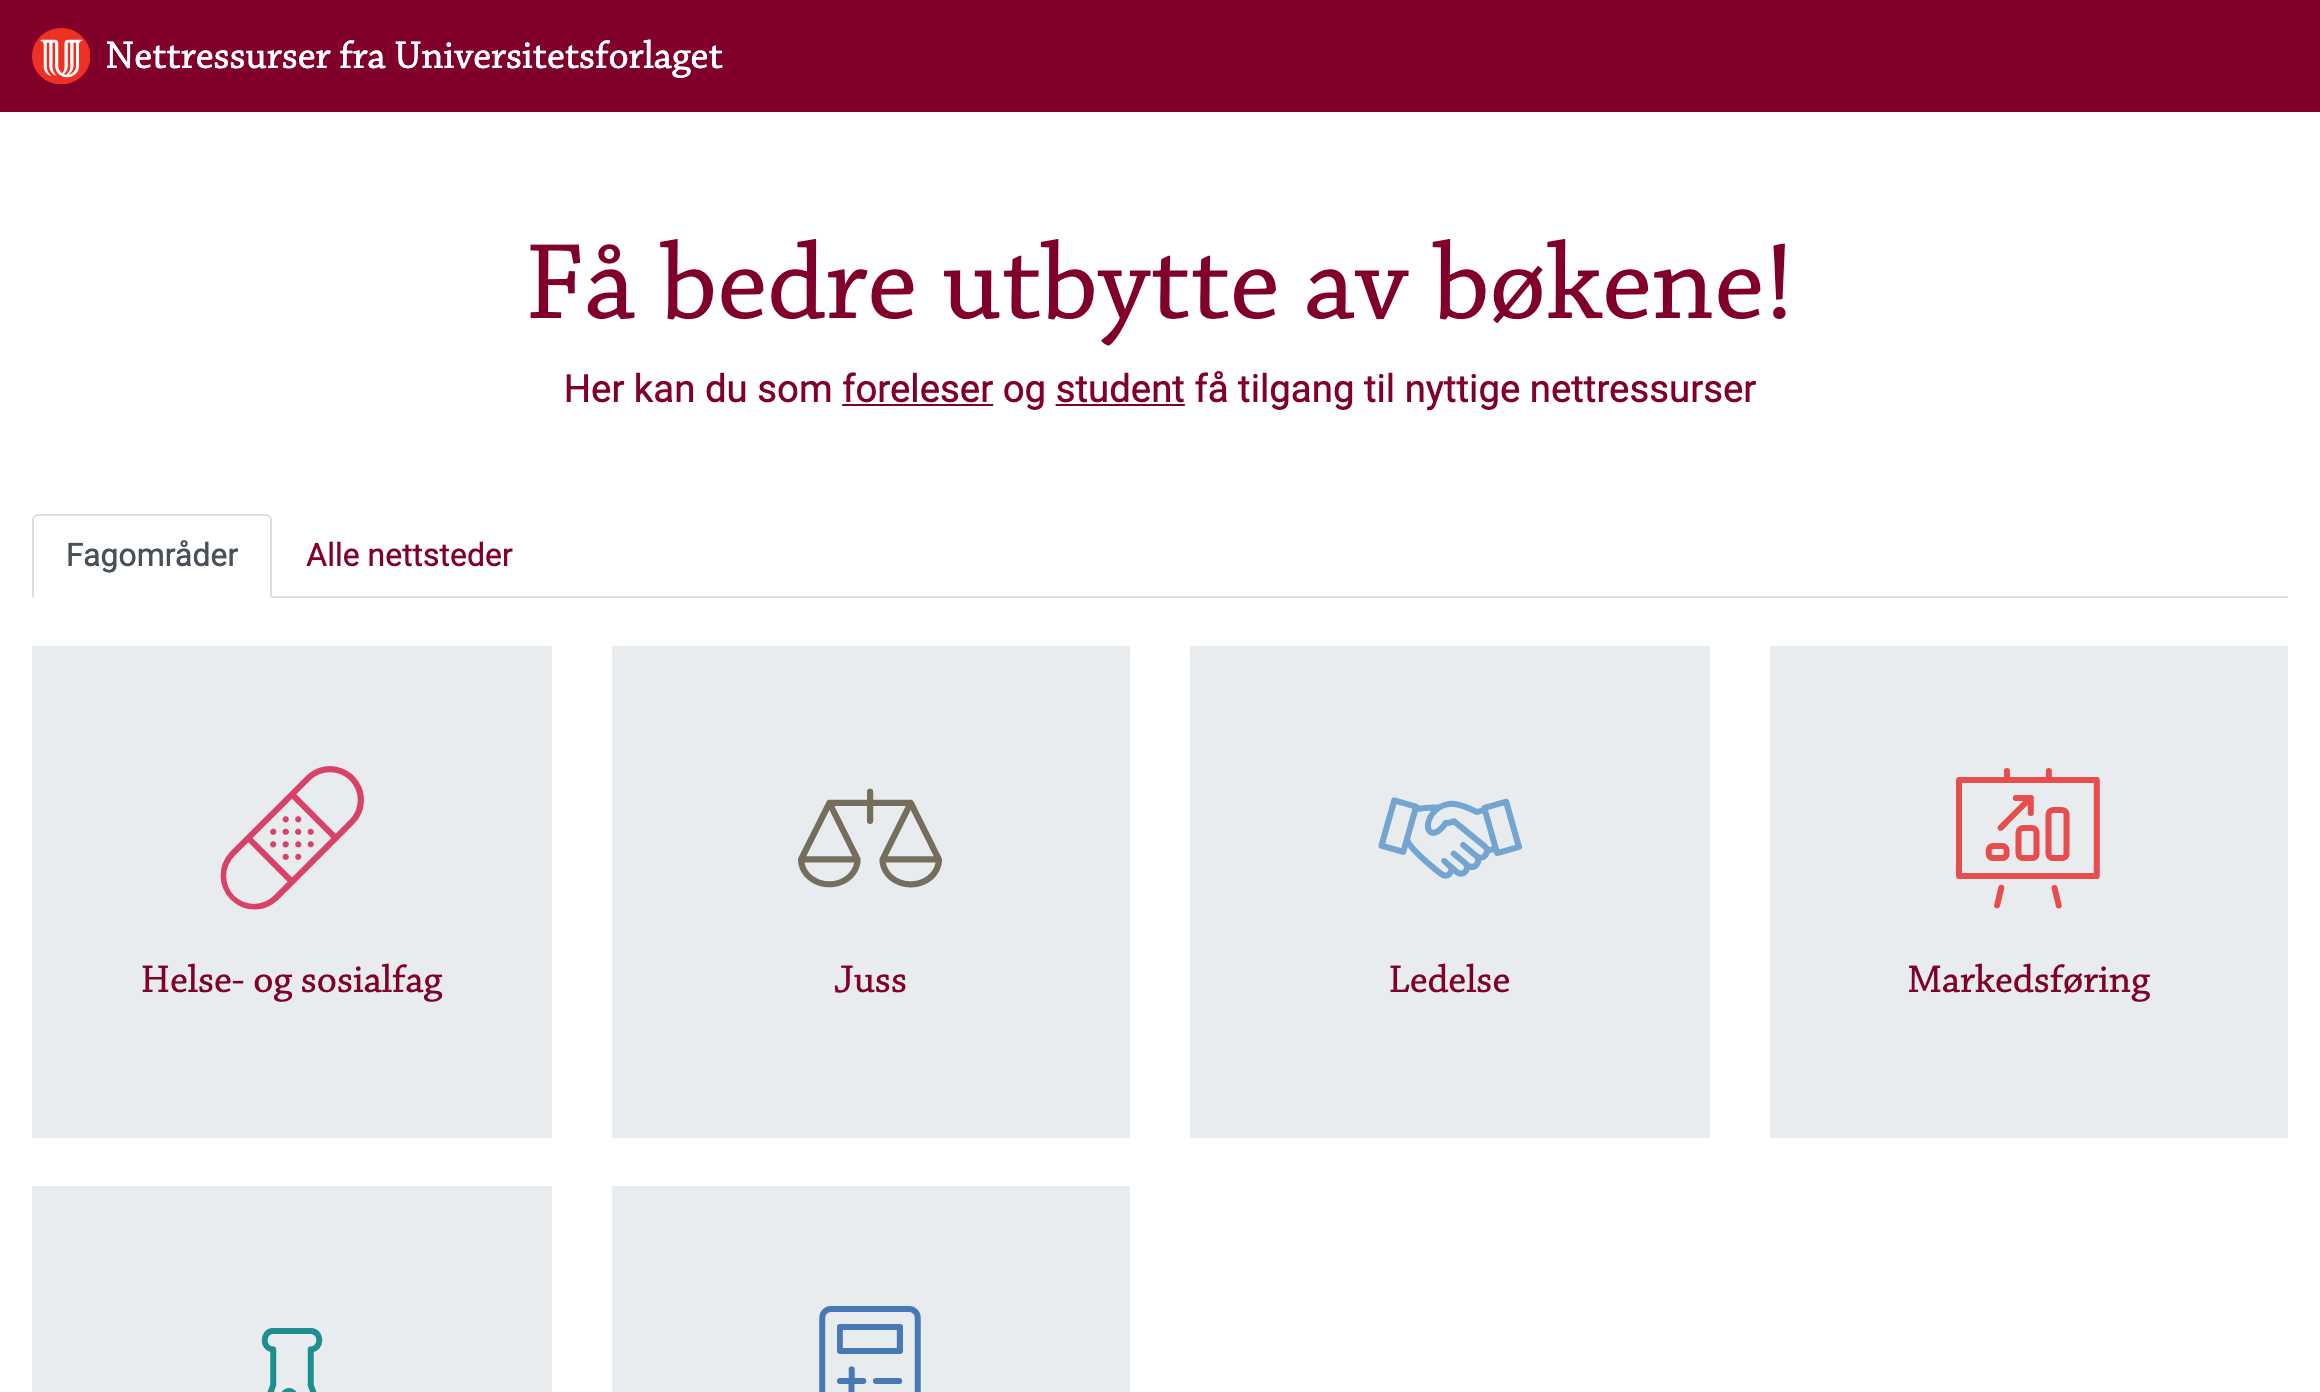 Nettressurser fra Universitetsforlaget
Få bedre utbytte av bøkene!
Her kan du som foreleser og student få tilgang til nyttige nettressurser
Fagområder
Alle nettsteder
Helse- og sosialfag
Juss
Ledelse
Markedsføring